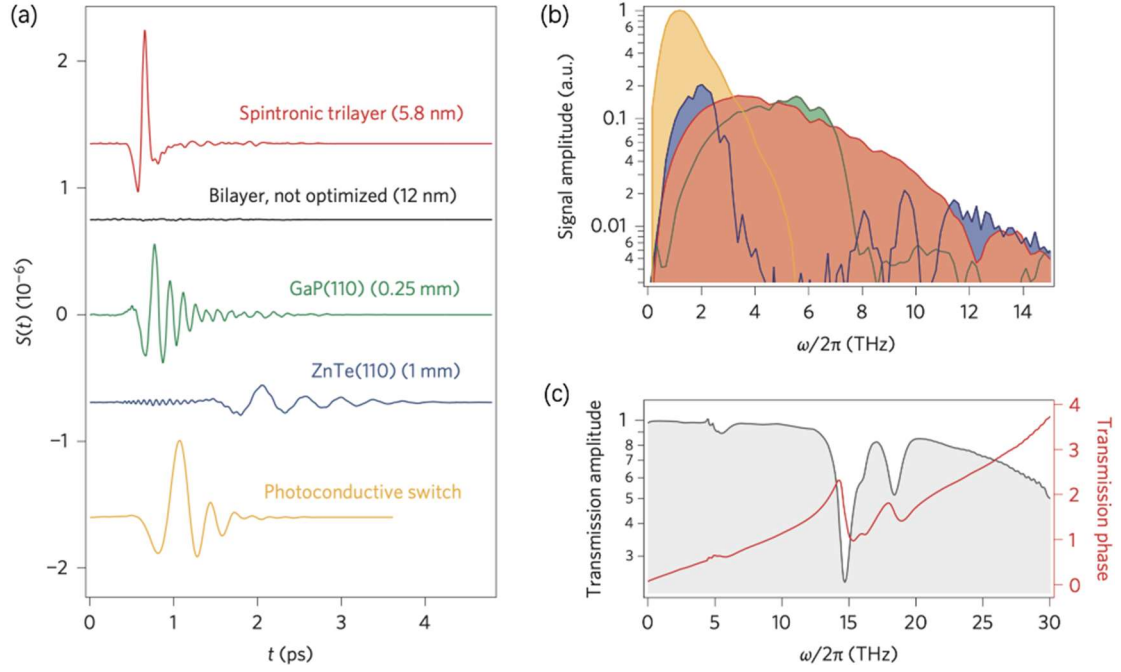 (a)
2
1
0
−1
−2
S(t) (10⁻⁶)
Spintronic trilayer (5.8 nm)
Bilayer, not optimized (12 nm)
GaP(110) (0.25 mm)
ZnTe(110) (1 mm)
Photoconductive switch
0 1 2 3 4
t (ps)
(b)
Signal amplitude (a.u.)
1
6
4
2
0.1
6
4
2
0.01
6
4
0 2 4 6 8 10 12 14
ω/2π (THz)
(c)
Transmission amplitude
1
8
7
6
5
4
3
4
3
2
1
0
Transmission phase
0 5 10 15 20 25 30
ω/2π (THz)